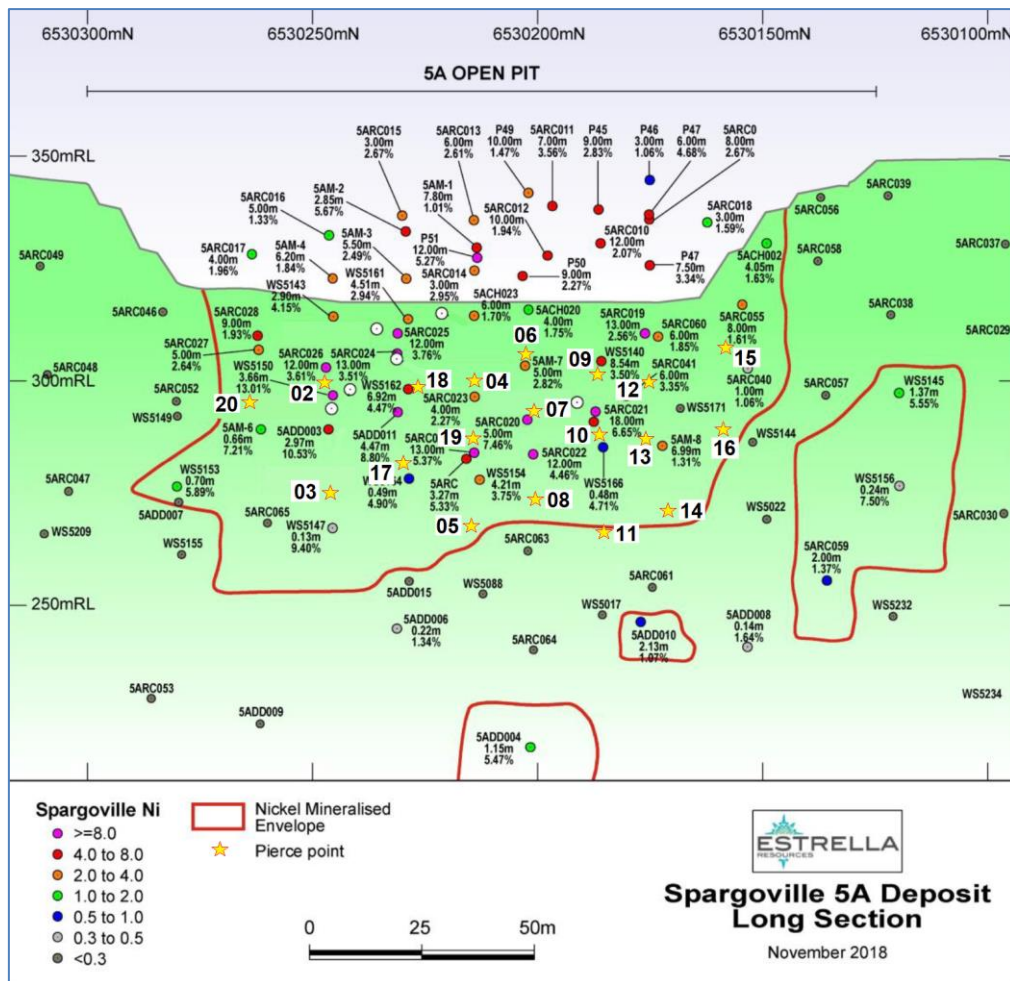 6530300mN
6530250mN
6530200mN
6530150mN
6530100mN
5A OPEN PIT
350mRL
300mRL
250mRL
5ARC015
3.00m
2.67%
5ARC013
6.00m
2.61%
P49
10.00m
1.47%
5ARC011
7.00m
3.56%
P45
9.00m
2.83%
P46
3.00m
1.06%
P47
6.00m
4.68%
5ARC0
8.00m
2.67%
5ARC016
5.00m
1.33%
5AM-2
2.85m
5.67%
5AM-1
7.80m
1.01%
5ARC012
10.00m
1.94%
5ARC018
3.00m
1.59%
5ARC056
5ARC039
5ARC049
5ARC017
4.00m
1.96%
5AM-4
6.20m
1.84%
5AM-3
5.50m
2.49%
P51
12.00m
5.27%
5ARC010
12.00m
2.07%
5ARC058
5ARC037
WS5143
2.90m
4.15%
WS5161
4.51m
2.94%
5ARC014
3.00m
2.95%
P50
9.00m
2.27%
P47
7.50m
3.34%
5ACH002
4.05m
1.63%
5ARC046
5ARC028
9.00m
1.93%
5ACH023
6.00m
1.70%
5ACH020
4.00m
1.75%
5ARC019
13.00m
2.56%
5ARC060
6.00m
1.85%
5ARC055
8.00m
1.61%
5ARC038
5ARC029
5ARC027
5.00m
2.64%
5ARC026
12.00m
3.61%
5ARC024
13.00m
3.51%
5ARC025
12.00m
3.76%
06
5AM-7
5.00m
2.82%
09
WS5140
8.54m
3.50%
5ARC041
6.00m
3.35%
15
5ARC048
WS5150
3.66m
13.01%
02
WS5162
6.92m
4.47%
18
04
12
5ARC040
1.00m
1.06%
5ARC057
WS5145
1.37m
5.55%
5ARC052
WS5149
20
5ARC023
4.00m
2.27%
07
5ARC021
18.00m
6.65%
WS5171
5AM-6
0.66m
7.21%
5ADD003
2.97m
10.53%
5ADD011
4.47m
8.80%
19
5ARC0
13.00m
5.37%
5ARC020
5.00m
7.46%
10
13
5AM-8
6.99m
1.31%
16
WS5144
5ARC047
WS5153
0.70m
5.89%
03
17
0.49m
4.90%
5ARC
3.27m
5.33%
WS5154
4.21m
3.75%
5ARC022
12.00m
4.46%
WS5166
0.48m
4.71%
WS5156
0.24m
7.50%
5ADD007
5ARC065
WS5147
0.13m
9.40%
05
08
11
14
WS5022
5ARC030
WS5209
WS5155
5ARC063
5ARC059
2.00m
1.37%
5ADD015
WS5088
5ARC061
5ADD006
0.22m
1.34%
5ARC064
WS5017
5ADD010
2.13m
1.07%
5ADD008
0.14m
1.64%
WS5232
5ARC053
5ADD009
5ADD004
1.15m
5.47%
WS5234
Spargoville Ni
>=8.0
4.0 to 8.0
2.0 to 4.0
1.0 to 2.0
0.5 to 1.0
0.3 to 0.5
<0.3
Nickel Mineralised
Envelope
Pierce point
0
25
50m
ESTRELLA
RESOURCES
Spargoville 5A Deposit
Long Section
November 2018